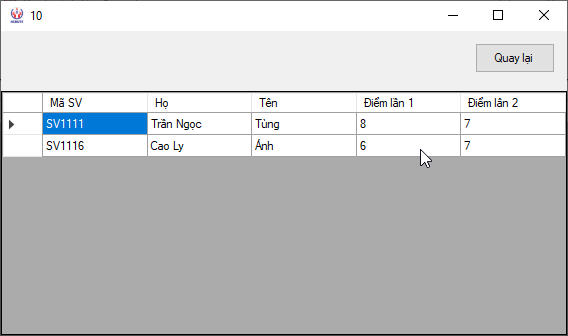 10
Quay lại
Mã SV Họ Tên Điểm lần 1 Điểm lần 2
SV1111 Trần Ngọc Tùng 8 7
SV1116 Cao Ly Ánh 6 7